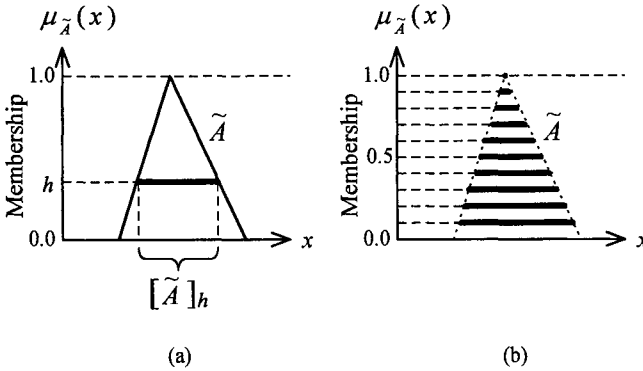 μ_Ã(x)
1.0
Ã
Membership
h
0.0
x
[Ã]_h
(a)
μ_Ã(x)
1.0
Ã
Membership
0.5
0.0
x
(b)